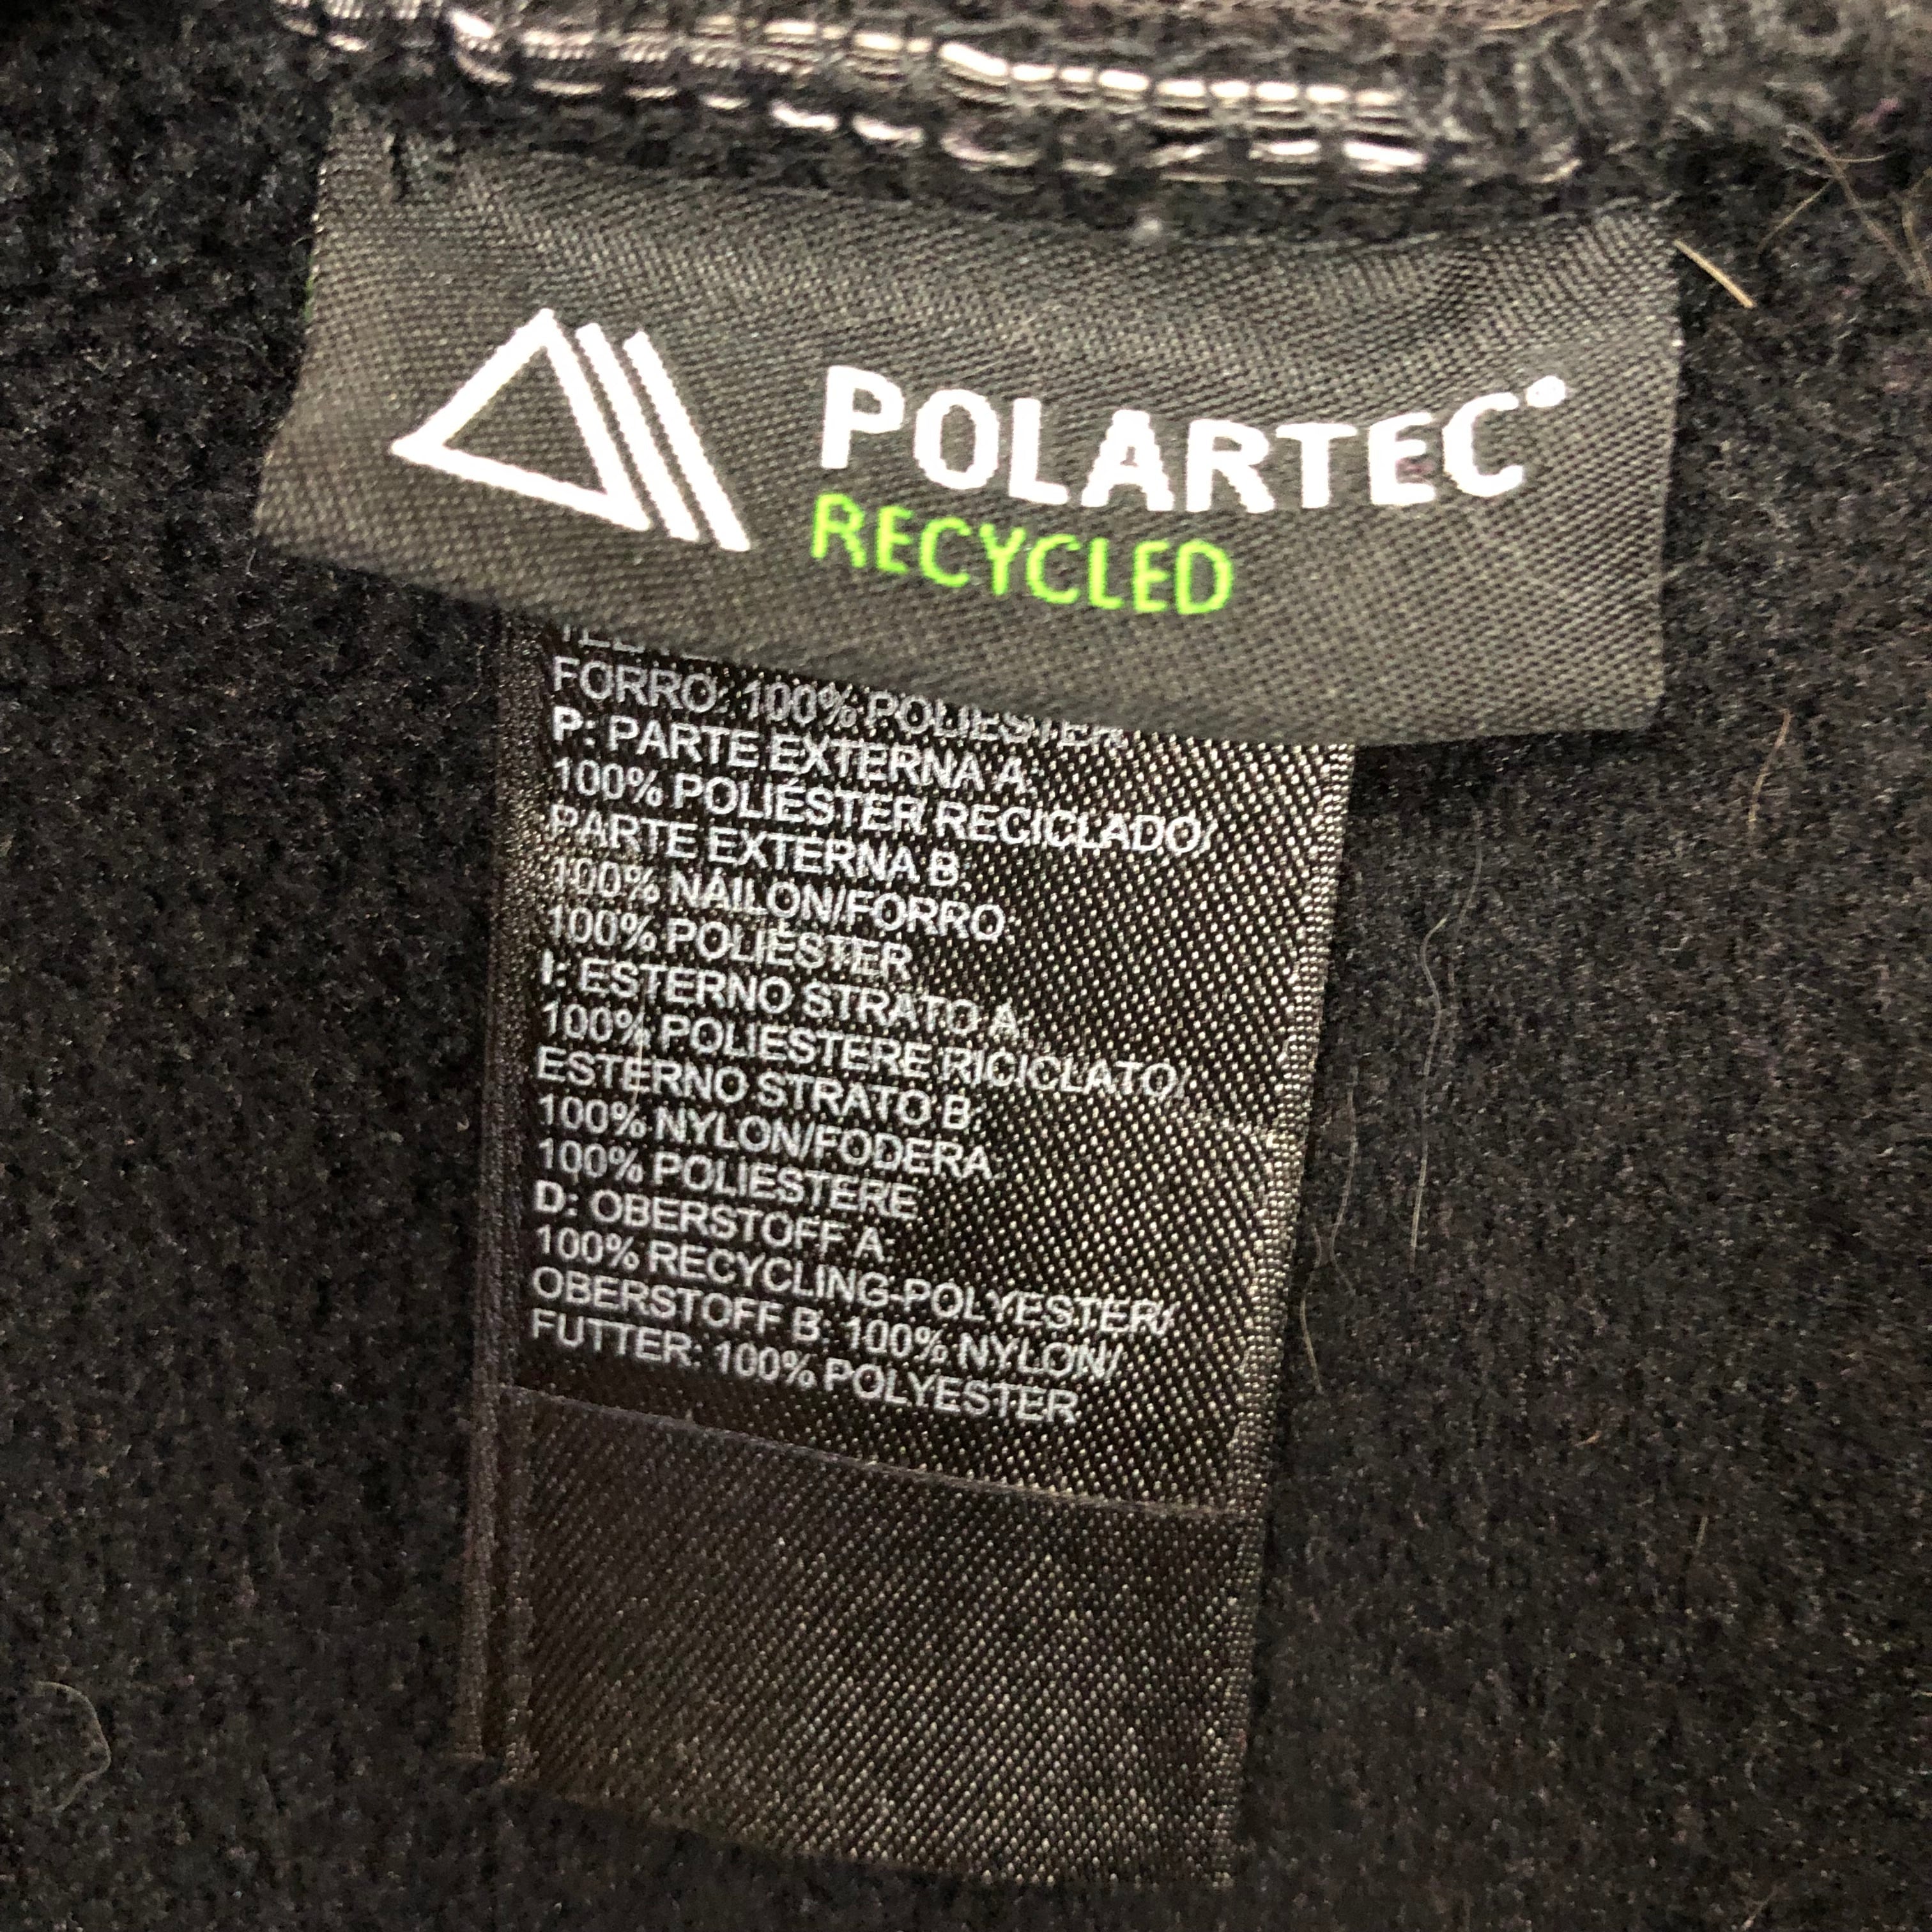 POLARTEC
RECYCLED
FORRO: 100% POLIESTER
P: PARTE EXTERNA A:
100% POLIÉSTER RECICLADO/
PARTE EXTERNA B:
100% NÁILON/FORRO:
100% POLIÉSTER
I: ESTERNO STRATO A:
100% POLIESTERE RICICLATO/
ESTERNO STRATO B:
100% NYLON/FODERA:
100% POLIESTERE
D: OBERSTOFF A:
100% RECYCLING-POLYESTER/
OBERSTOFF B: 100% NYLON/
FUTTER: 100% POLYESTER